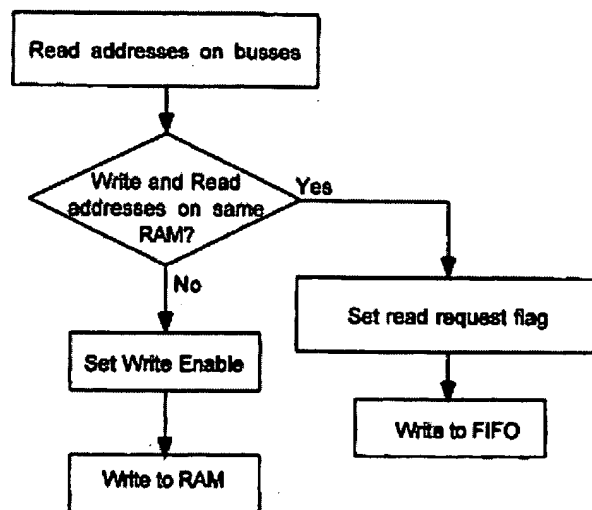 Read addresses on busses
Write and Read
addresses on same
RAM?
Yes
No
Set read request flag
Set Write Enable
Write to FIFO
Write to RAM